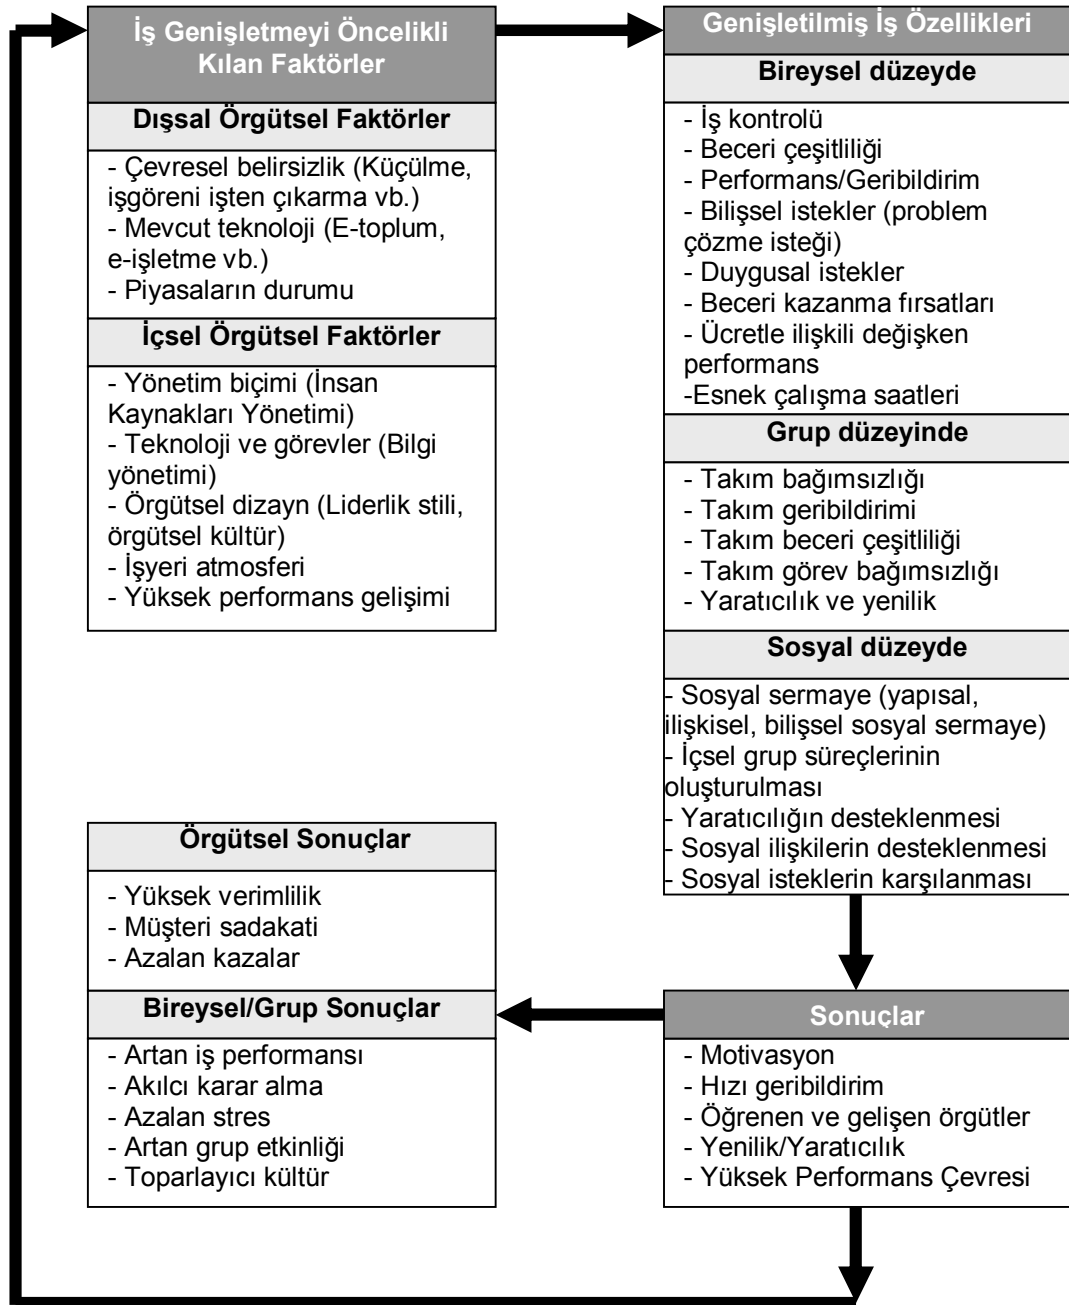 İş Genişletmeyi Öncelikli
Kılan Faktörler
Dışsal Örgütsel Faktörler
- Çevresel belirsizlik (Küçülme,
işgöreni işten çıkarma vb.)
- Mevcut teknoloji (E-toplum,
e-işletme vb.)
- Piyasaların durumu
İçsel Örgütsel Faktörler
- Yönetim biçimi (İnsan
Kaynakları Yönetimi)
- Teknoloji ve görevler (Bilgi
yönetimi)
- Örgütsel dizayn (Liderlik stili,
örgütsel kültür)
- İşyeri atmosferi
- Yüksek performans gelişimi
Genişletilmiş İş Özellikleri
Bireysel düzeyde
- İş kontrolü
- Beceri çeşitliliği
- Performans/Geribildirim
- Bilişsel istekler (problem
çözme isteği)
- Duygusal istekler
- Beceri kazanma fırsatları
- Ücretle ilişkili değişken
performans
-Esnek çalışma saatleri
Grup düzeyinde
- Takım bağımsızlığı
- Takım geribildirimi
- Takım beceri çeşitliliği
- Takım görev bağımsızlığı
- Yaratıcılık ve yenilik
Sosyal düzeyde
- Sosyal sermaye (yapısal,
ilişkisel, bilişsel sosyal sermaye)
- İçsel grup süreçlerinin
oluşturulması
- Yaratıcılığın desteklenmesi
- Sosyal ilişkilerin desteklenmesi
- Sosyal isteklerin karşılanması
Sonuçlar
- Motivasyon
- Hızı geribildirim
- Öğrenen ve gelişen örgütler
- Yenilik/Yaratıcılık
- Yüksek Performans Çevresi
Örgütsel Sonuçlar
- Yüksek verimlilik
- Müşteri sadakati
- Azalan kazalar
Bireysel/Grup Sonuçlar
- Artan iş performansı
- Akılcı karar alma
- Azalan stres
- Artan grup etkinliği
- Toparlayıcı kültür